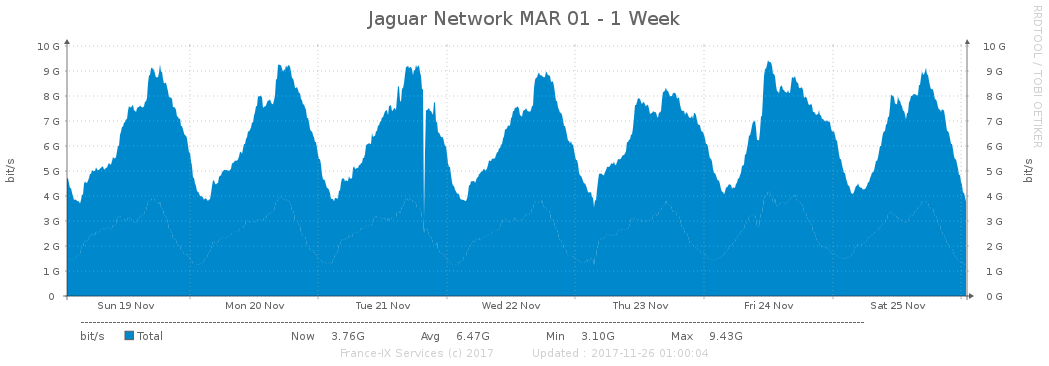 Jaguar Network MAR 01 - 1 Week
RRDTOOL / TOBI OETIKER
bit/s
bit/s
10 G 10 G
9 G 9 G
8 G 8 G
7 G 7 G
6 G 6 G
5 G 5 G
4 G 4 G
3 G 3 G
2 G 2 G
1 G 1 G
0 0 G
Sun 19 Nov Mon 20 Nov Tue 21 Nov Wed 22 Nov Thu 23 Nov Fri 24 Nov Sat 25 Nov
bit/s Total Now 3.76G Avg 6.47G Min 3.10G Max 9.43G
France-IX Services (c) 2017 Updated : 2017-11-26 01:00:04